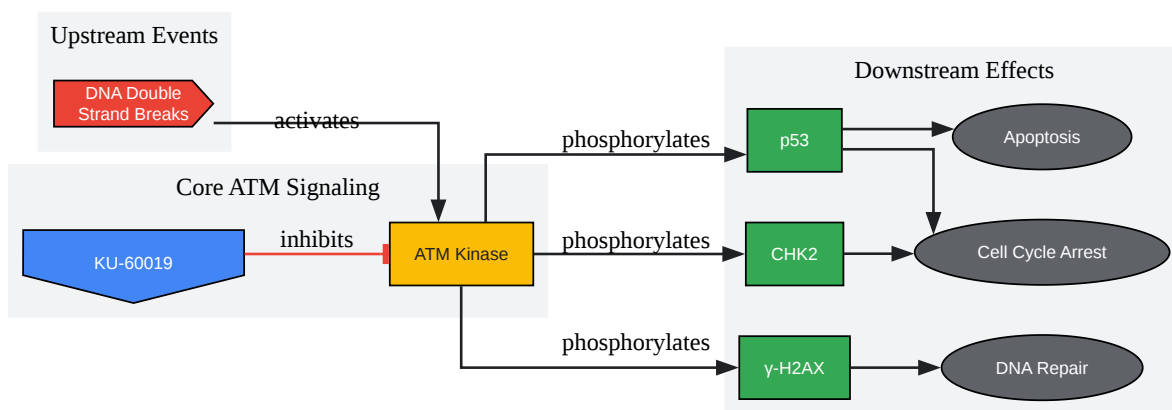 Upstream Events
DNA Double
Strand Breaks
activates
Core ATM Signaling
KU-60019
inhibits
ATM Kinase
phosphorylates
phosphorylates
phosphorylates
Downstream Effects
p53
Apoptosis
CHK2
Cell Cycle Arrest
γ-H2AX
DNA Repair